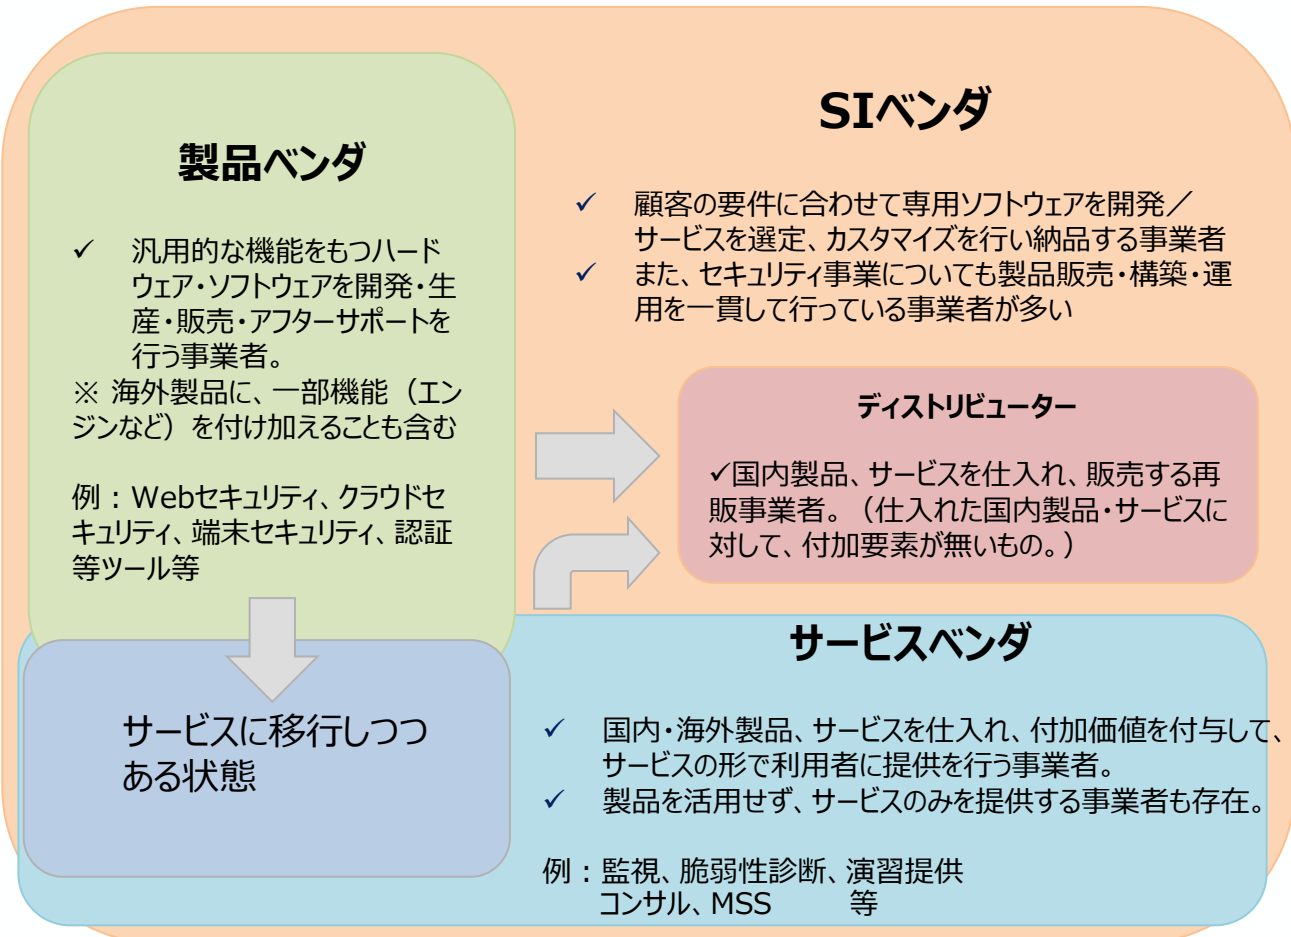 製品ベンダ
✓ 汎用的な機能をもつハード
ウェア・ソフトウェアを開発・生
産・販売・アフターサポートを
行う事業者。
※ 海外製品に、一部機能（エン
ジンなど）を付け加えることも含む
例：Webセキュリティ、クラウドセ
キュリティ、端末セキュリティ、認証
等ツール等
SIベンダ
✓ 顧客の要件に合わせて専用ソフトウェアを開発／
サービスを選定、カスタマイズを行い納品する事業者
✓ また、セキュリティ事業についても製品販売・構築・運
用を一貫して行っている事業者が多い
ディストリビューター
✓国内製品、サービスを仕入れ、販売する再
販事業者。（仕入れた国内製品・サービスに
対して、付加要素が無いもの。）
サービスに移行しつつ
ある状態
サービスベンダ
✓ 国内・海外製品、サービスを仕入れ、付加価値を付与して、
サービスの形で利用者に提供を行う事業者。
✓ 製品を活用せず、サービスのみを提供する事業者も存在。
例：監視、脆弱性診断、演習提供
コンサル、MSS 等